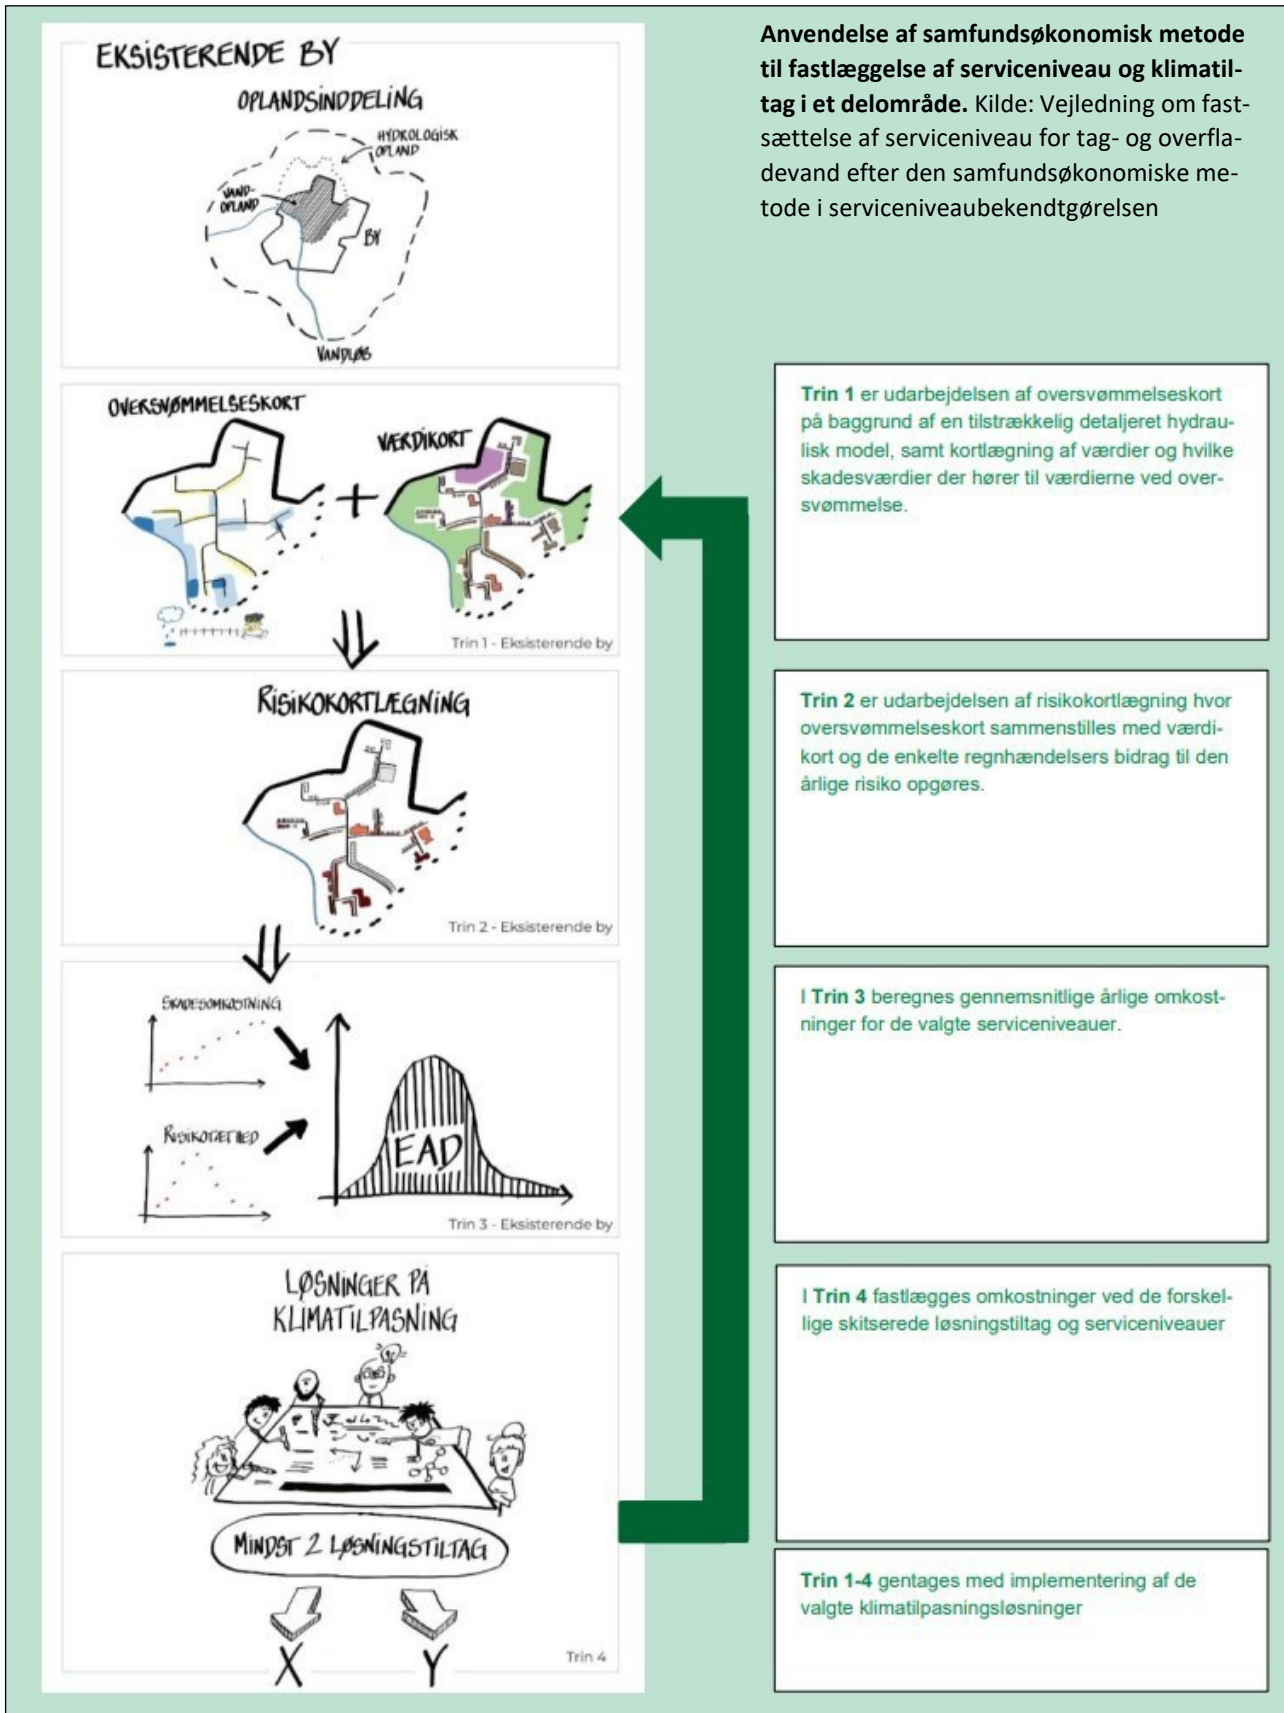 Anvendelse af samfundsøkonomisk metode
til fastlæggelse af serviceniveau og klimatil-
tag i et delområde. Kilde: Vejledning om fast-
sættelse af serviceniveau for tag- og overfla-
devand efter den samfundsøkonomiske me-
tode i serviceniveaubekendtgørelsen
EKSISTERENDE BY
OPLANDSINDDELING
HYDROLOGISK
OPLAND
VAND-
OPLAND
BY
VANDLØB
OVERSVØMMELSESKORT
VÆRDIKORT
+
Trin 1 - Eksisterende by
Trin 1 er udarbejdelsen af oversvømmelseskort
på baggrund af en tilstrækkelig detaljeret hydrau-
lisk model, samt kortlægning af værdier og hvilke
skadesværdier der hører til værdierne ved over-
svømmelse.
RISIKOKORTLÆGNING
Trin 2 - Eksisterende by
Trin 2 er udarbejdelsen af risikokortlægning hvor
oversvømmelseskort sammenstilles med værdi-
kort og de enkelte regnhændelsers bidrag til den
årlige risiko opgøres.
SKADESOMKOSTNING
RISIKOTÆTHED
EAD
Trin 3 - Eksisterende by
I Trin 3 beregnes gennemsnitlige årlige omkost-
ninger for de valgte serviceniveauer.
LØSNINGER PÅ
KLIMATILPASNING
MINDST 2 LØSNINGSTILTAG
X Y
Trin 4
I Trin 4 fastlægges omkostninger ved de forskel-
lige skitserede løsningstiltag og serviceniveauer
Trin 1-4 gentages med implementering af de
valgte klimatilpasningsløsninger